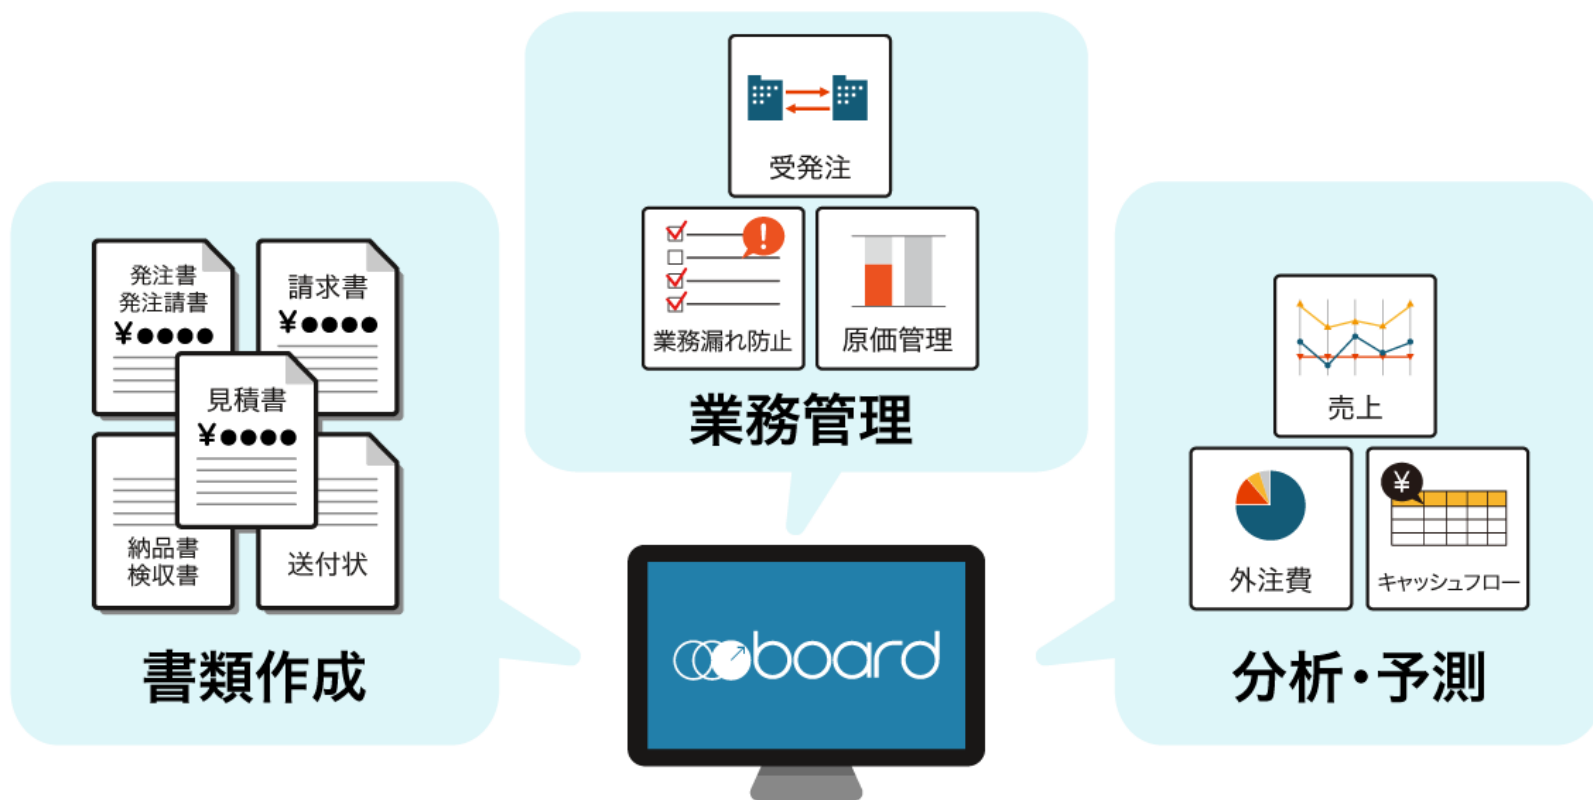 発注書
発注請書
¥●●●●
請求書
¥●●●●
見積書
¥●●●●
納品書
検収書
送付状
書類作成
受発注
!
業務漏れ防止
原価管理
業務管理
board
売上
外注費
¥
キャッシュフロー
分析・予測